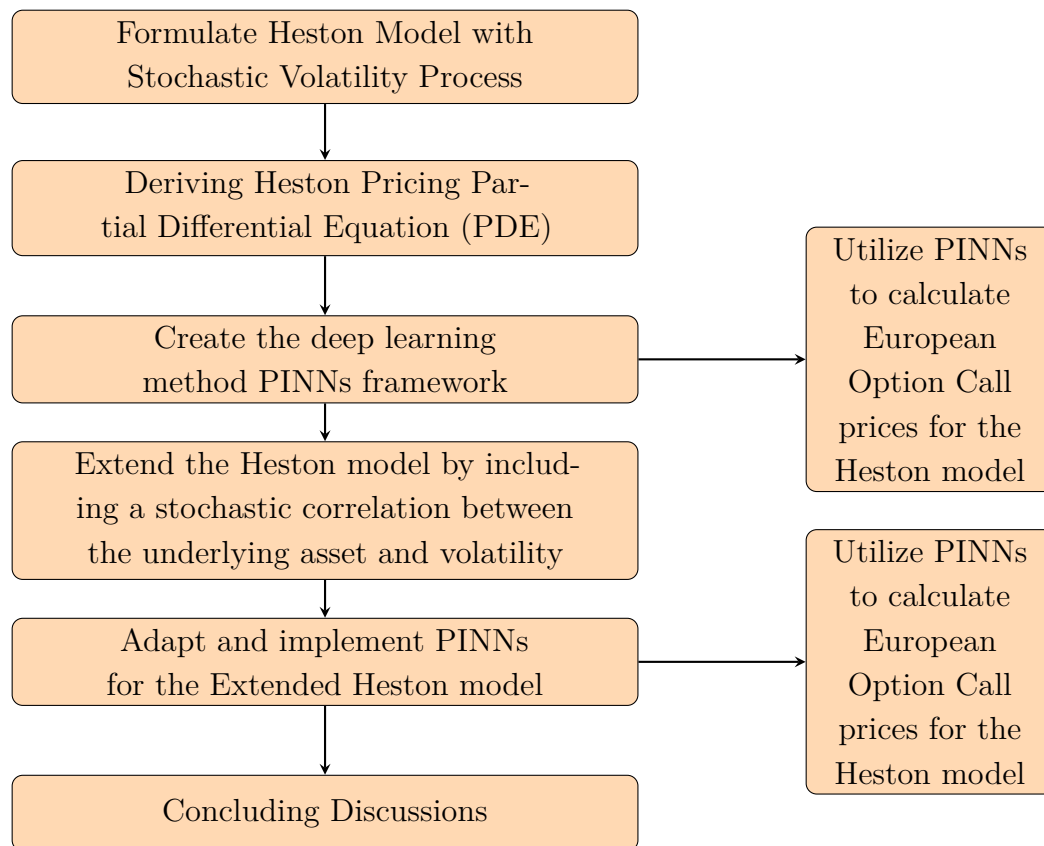 Formulate Heston Model with
Stochastic Volatility Process
Deriving Heston Pricing Par-
tial Differential Equation (PDE)
Create the deep learning
method PINNs framework
Utilize PINNs
to calculate
European
Option Call
prices for the
Heston model
Extend the Heston model by includ-
ing a stochastic correlation between
the underlying asset and volatility
Adapt and implement PINNs
for the Extended Heston model
Utilize PINNs
to calculate
European
Option Call
prices for the
Heston model
Concluding Discussions